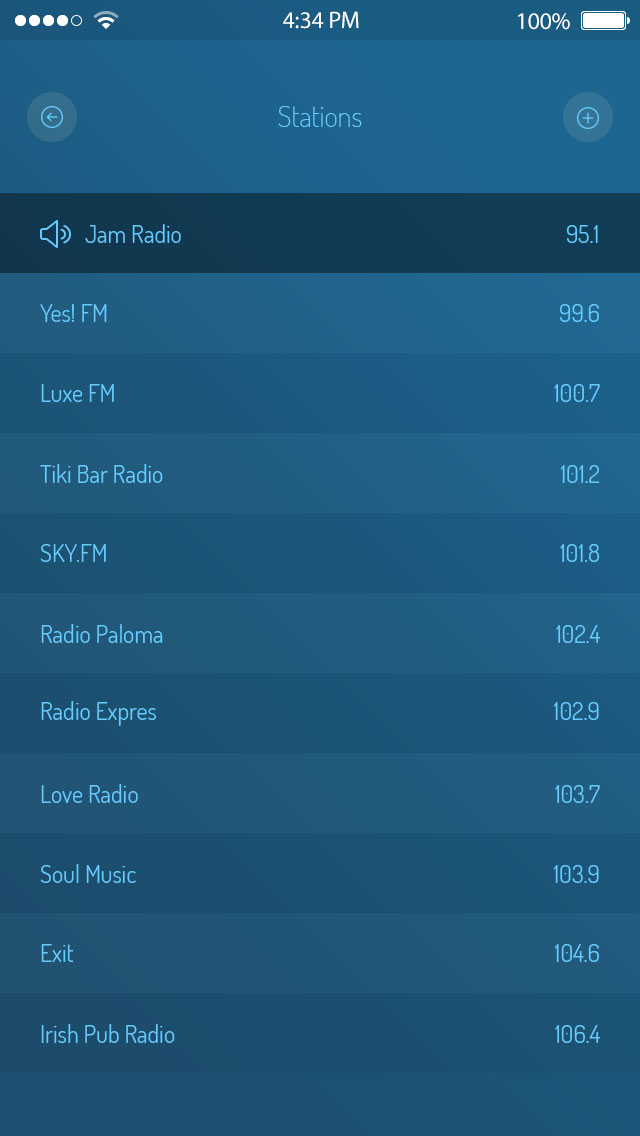 4:34 PM 100%
Stations
Jam Radio 95.1
Yes! FM 99.6
Luxe FM 100.7
Tiki Bar Radio 101.2
SKY.FM 101.8
Radio Paloma 102.4
Radio Expres 102.9
Love Radio 103.7
Soul Music 103.9
Exit 104.6
Irish Pub Radio 106.4